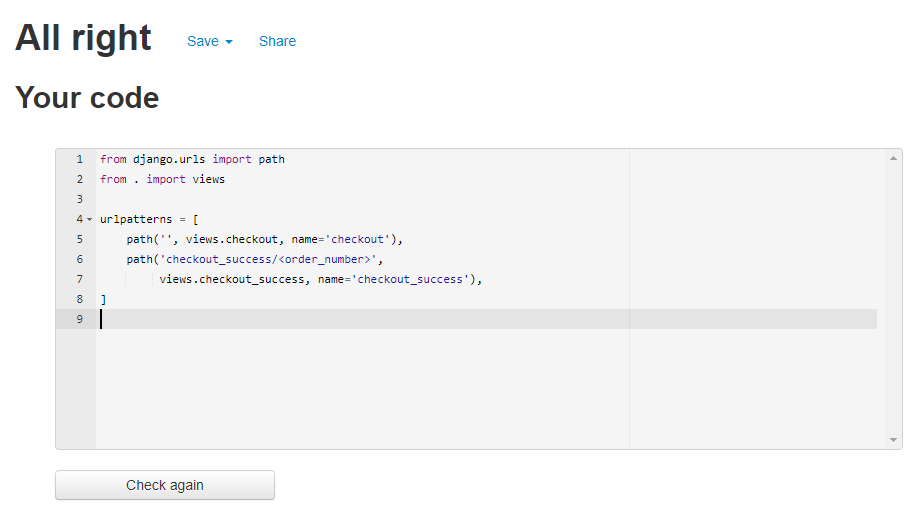 All right Save Share
Your code
1 from django.urls import path
2 from . import views
3
4 urlpatterns = [
5     path('', views.checkout, name='checkout'),
6     path('checkout_success/<order_number>',
7          views.checkout_success, name='checkout_success'),
8 ]
9
Check again